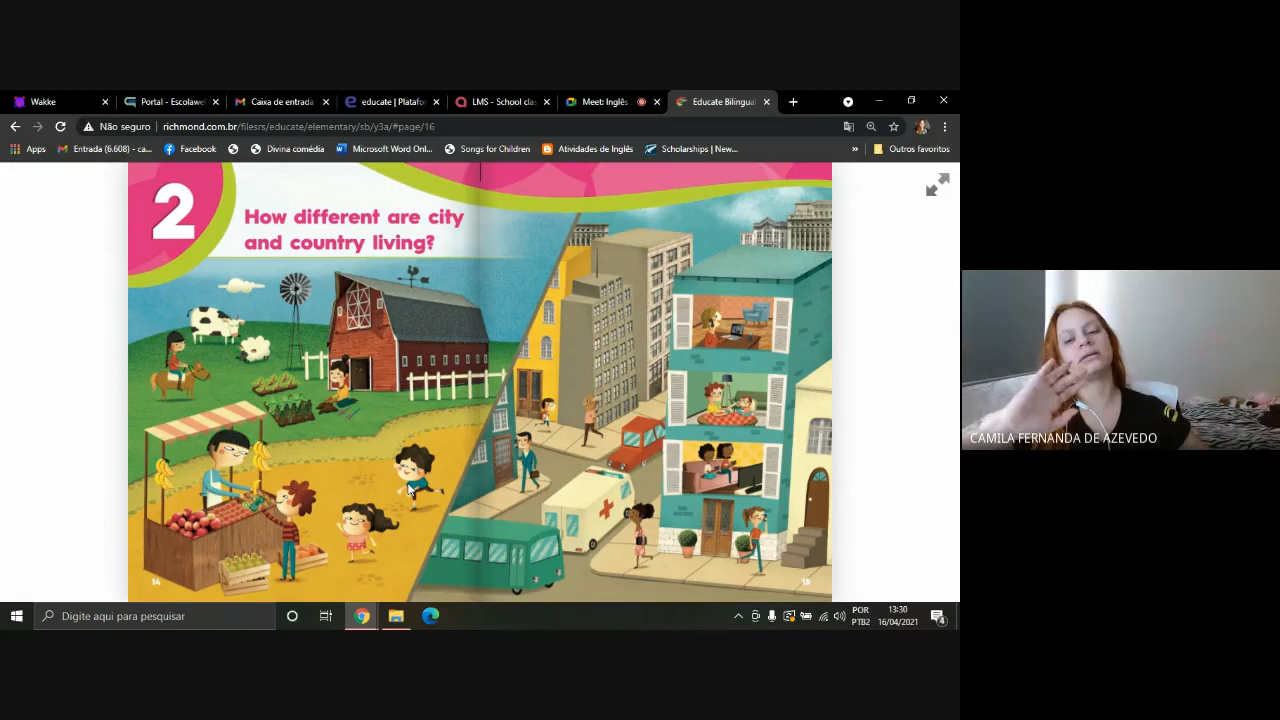 Wakke
Portal - Escolawe
Caixa de entrada
educate | Platafo
LMS - School cla
Meet: Inglês
Educate Bilingual
Não seguro
richmond.com.br/filesrs/educate/elementary/sb/y3a/#page/16
Apps
Entrada (6.608) - ca...
Facebook
Divina comédia
Microsoft Word Onl...
Songs for Children
Atividades de Inglês
Scholarships | New...
»
Outros favoritos
2
How different are city
and country living?
14
15
CAMILA FERNANDA DE AZEVEDO
Digite aqui para pesquisar
POR
PTB2
13:30
16/04/2021
4